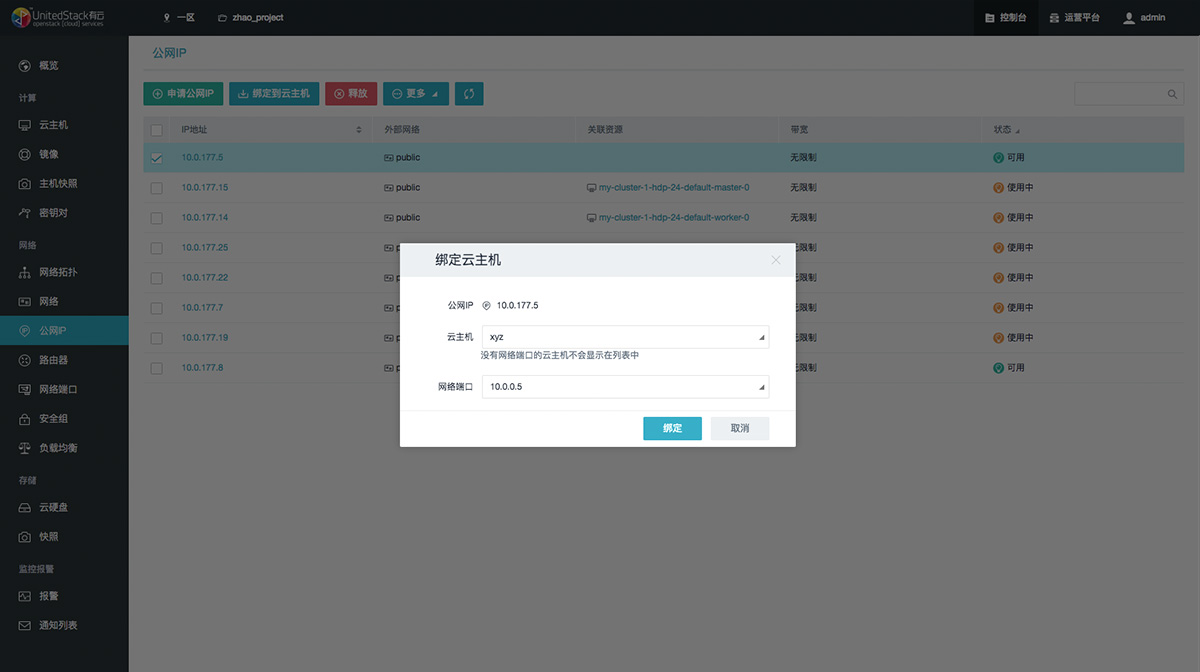 UnitedStack有云
openstack [cloud] services
一区 zhao_project 控制台 运营平台 admin
概览
计算
云主机
镜像
主机快照
密钥对
网络
网络拓扑
网络
公网IP
路由器
网络端口
安全组
负载均衡
存储
云硬盘
快照
监控报警
报警
通知列表
公网IP
申请公网IP 绑定到云主机 释放 更多
IP地址 外部网络 关联资源 带宽 状态
10.0.177.5 public 无限制 可用
10.0.177.15 public my-cluster-1-hdp-24-default-master-0 无限制 使用中
10.0.177.14 public my-cluster-1-hdp-24-default-worker-0 无限制 使用中
10.0.177.25 p 无限制 使用中
10.0.177.22 p 无限制 使用中
10.0.177.7 p 无限制 使用中
10.0.177.19 p 无限制 使用中
10.0.177.8 p 无限制 可用
绑定云主机
公网IP 10.0.177.5
云主机 xyz
没有网络端口的云主机不会显示在列表中
网络端口 10.0.0.5
绑定 取消